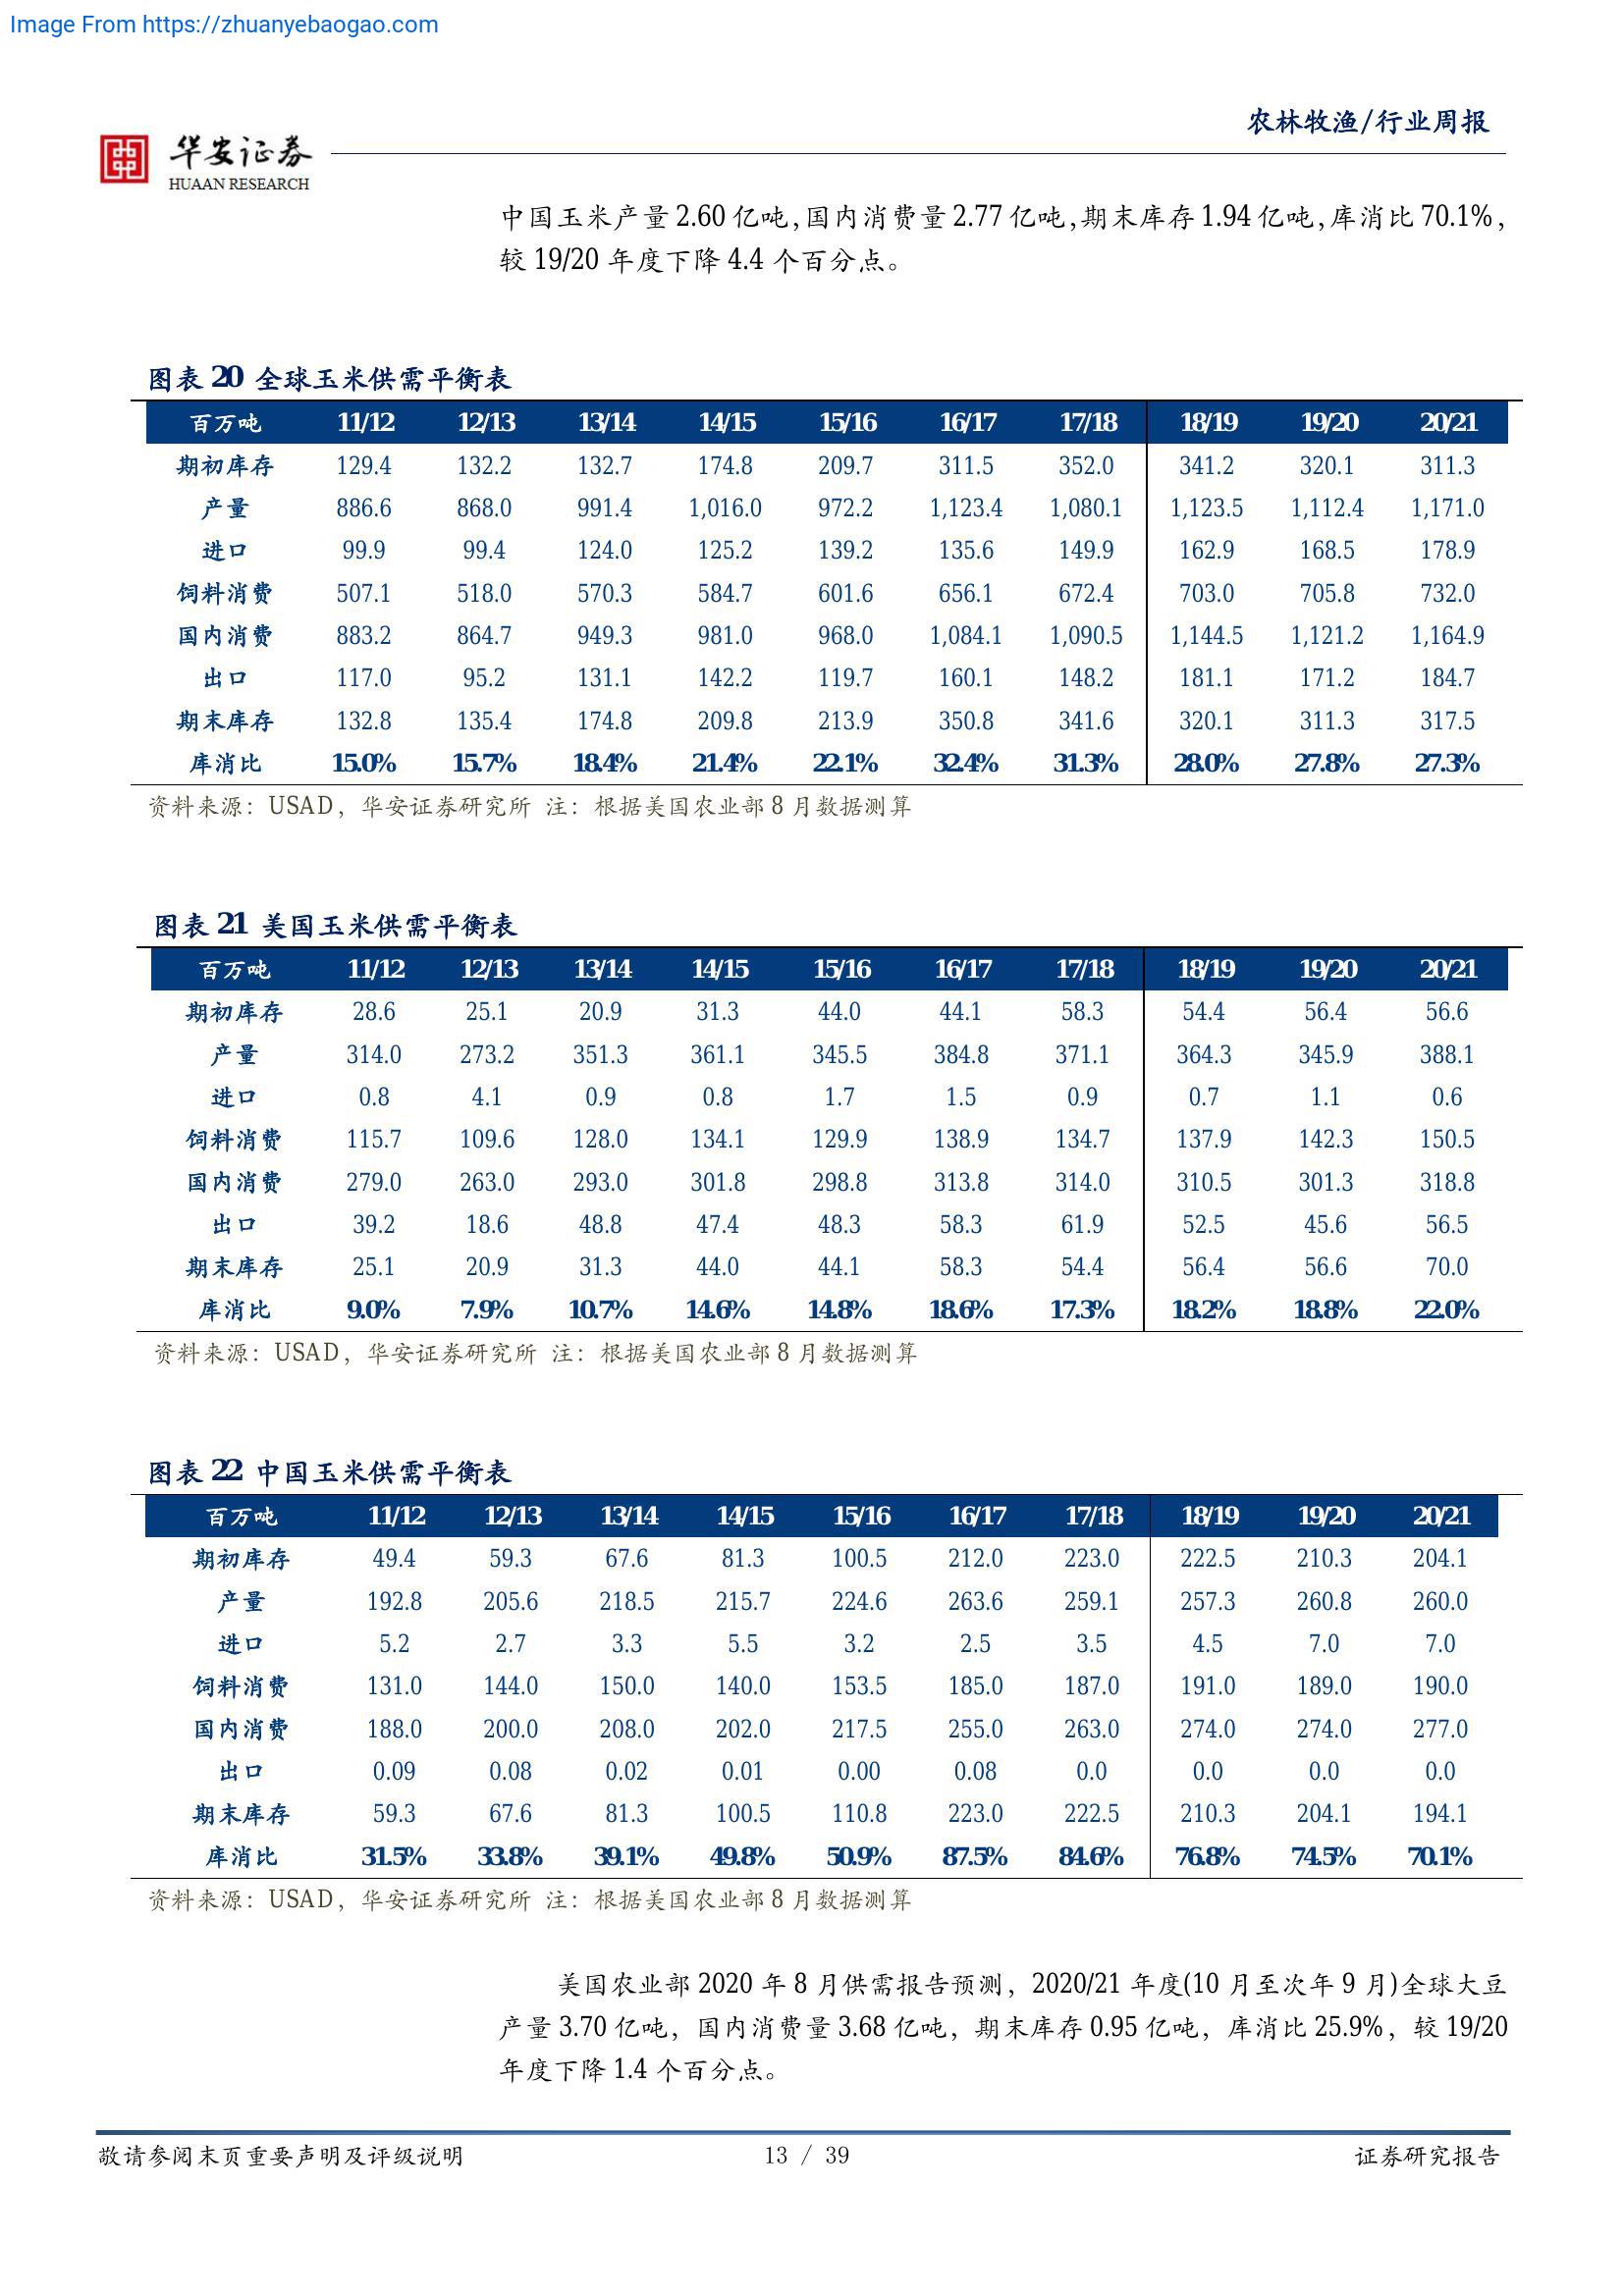 Image From https://zhuanyebaogao.com
农林牧渔/行业周报
华安证券
HUAAN RESEARCH
中国玉米产量 2.60 亿吨，国内消费量 2.77 亿吨，期末库存 1.94 亿吨，库消比 70.1%，
较 19/20 年度下降 4.4 个百分点。
图表 20 全球玉米供需平衡表
百万吨 11/12 12/13 13/14 14/15 15/16 16/17 17/18 18/19 19/20 20/21
期初库存 129.4 132.2 132.7 174.8 209.7 311.5 352.0 341.2 320.1 311.3
产量 886.6 868.0 991.4 1,016.0 972.2 1,123.4 1,080.1 1,123.5 1,112.4 1,171.0
进口 99.9 99.4 124.0 125.2 139.2 135.6 149.9 162.9 168.5 178.9
饲料消费 507.1 518.0 570.3 584.7 601.6 656.1 672.4 703.0 705.8 732.0
国内消费 883.2 864.7 949.3 981.0 968.0 1,084.1 1,090.5 1,144.5 1,121.2 1,164.9
出口 117.0 95.2 131.1 142.2 119.7 160.1 148.2 181.1 171.2 184.7
期末库存 132.8 135.4 174.8 209.8 213.9 350.8 341.6 320.1 311.3 317.5
库消比 15.0% 15.7% 18.4% 21.4% 22.1% 32.4% 31.3% 28.0% 27.8% 27.3%
资料来源：USAD，华安证券研究所 注：根据美国农业部 8 月数据测算
图表 21 美国玉米供需平衡表
百万吨 11/12 12/13 13/14 14/15 15/16 16/17 17/18 18/19 19/20 20/21
期初库存 28.6 25.1 20.9 31.3 44.0 44.1 58.3 54.4 56.4 56.6
产量 314.0 273.2 351.3 361.1 345.5 384.8 371.1 364.3 345.9 388.1
进口 0.8 4.1 0.9 0.8 1.7 1.5 0.9 0.7 1.1 0.6
饲料消费 115.7 109.6 128.0 134.1 129.9 138.9 134.7 137.9 142.3 150.5
国内消费 279.0 263.0 293.0 301.8 298.8 313.8 314.0 310.5 301.3 318.8
出口 39.2 18.6 48.8 47.4 48.3 58.3 61.9 52.5 45.6 56.5
期末库存 25.1 20.9 31.3 44.0 44.1 58.3 54.4 56.4 56.6 70.0
库消比 9.0% 7.9% 10.7% 14.6% 14.8% 18.6% 17.3% 18.2% 18.8% 22.0%
资料来源：USAD，华安证券研究所 注：根据美国农业部 8 月数据测算
图表 22 中国玉米供需平衡表
百万吨 11/12 12/13 13/14 14/15 15/16 16/17 17/18 18/19 19/20 20/21
期初库存 49.4 59.3 67.6 81.3 100.5 212.0 223.0 222.5 210.3 204.1
产量 192.8 205.6 218.5 215.7 224.6 263.6 259.1 257.3 260.8 260.0
进口 5.2 2.7 3.3 5.5 3.2 2.5 3.5 4.5 7.0 7.0
饲料消费 131.0 144.0 150.0 140.0 153.5 185.0 187.0 191.0 189.0 190.0
国内消费 188.0 200.0 208.0 202.0 217.5 255.0 263.0 274.0 274.0 277.0
出口 0.09 0.08 0.02 0.01 0.00 0.08 0.0 0.0 0.0 0.0
期末库存 59.3 67.6 81.3 100.5 110.8 223.0 222.5 210.3 204.1 194.1
库消比 31.5% 33.8% 39.1% 49.8% 50.9% 87.5% 84.6% 76.8% 74.5% 70.1%
资料来源：USAD，华安证券研究所 注：根据美国农业部 8 月数据测算
美国农业部 2020 年 8 月供需报告预测，2020/21 年度(10 月至次年 9 月)全球大豆
产量 3.70 亿吨，国内消费量 3.68 亿吨，期末库存 0.95 亿吨，库消比 25.9%，较 19/20
年度下降 1.4 个百分点。
敬请参阅末页重要声明及评级说明 13 / 39 证券研究报告